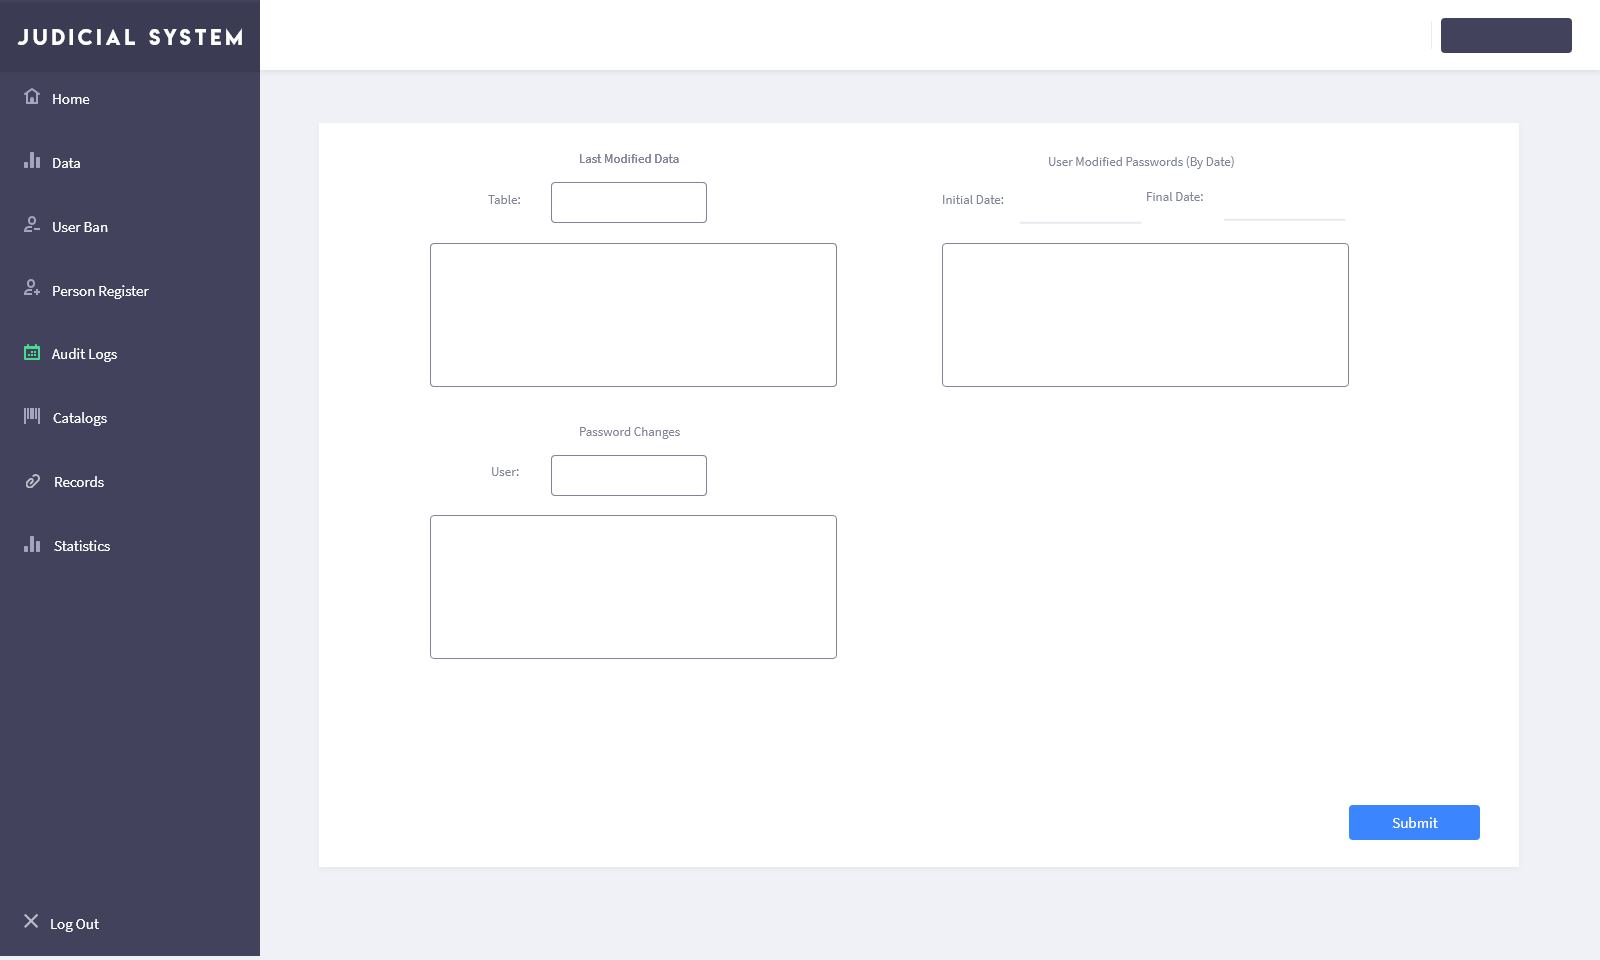 JUDICIAL SYSTEM
Home
Data
User Ban
Person Register
Audit Logs
Catalogs
Records
Statistics
Log Out
Last Modified Data
Table:
User Modified Passwords (By Date)
Initial Date:
Final Date:
Password Changes
User:
Submit